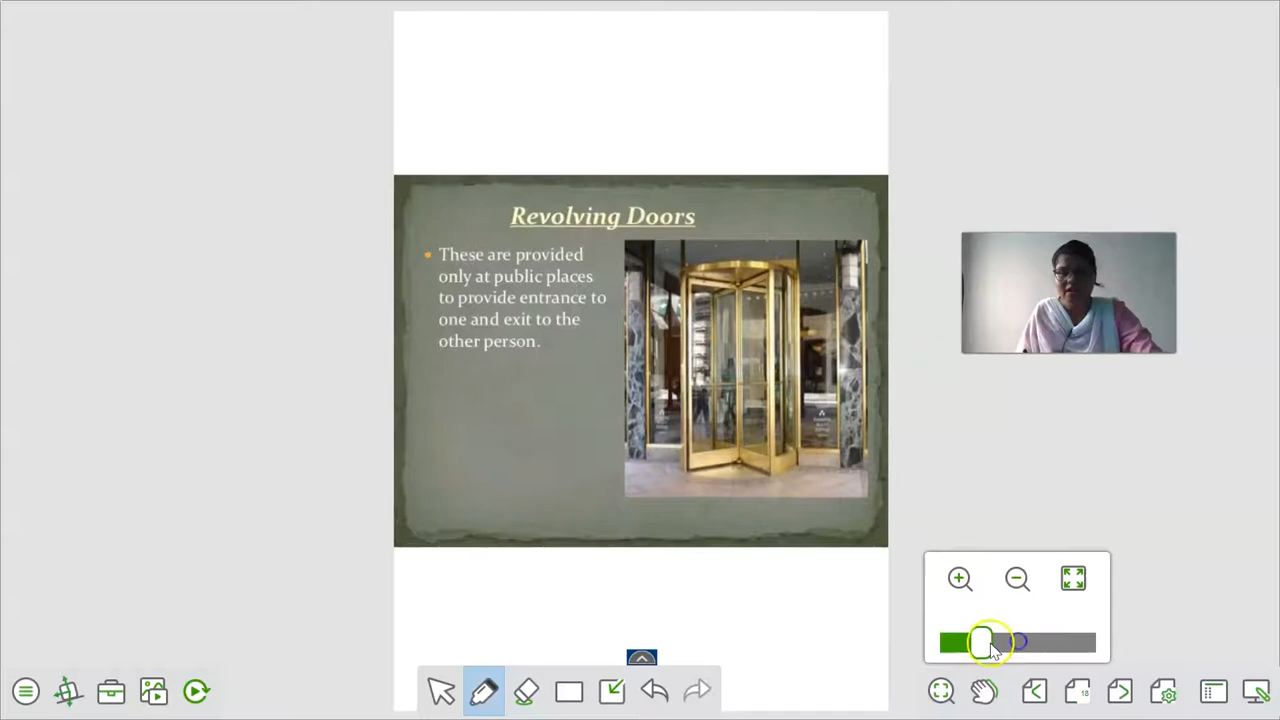 Revolving Doors
These are provided
only at public places
to provide entrance to
one and exit to the
other person.
18